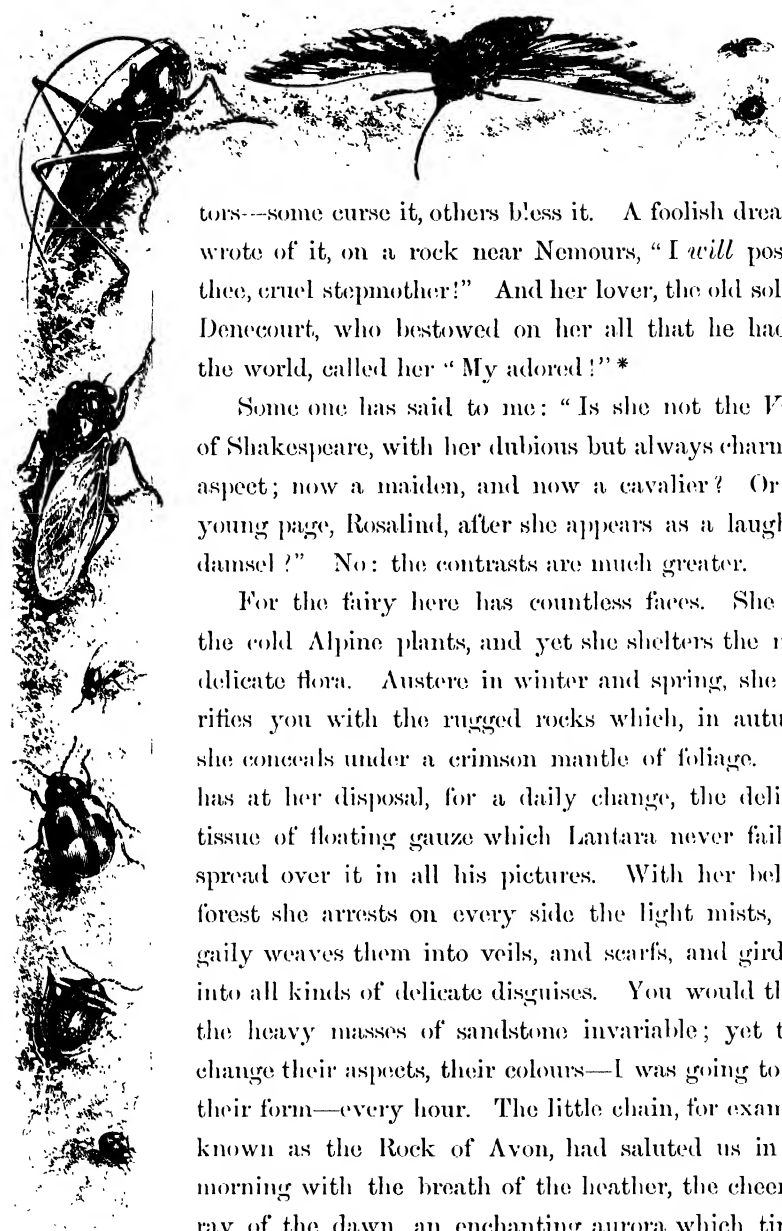 tors---some curse it, others bless it. A foolish drea
wrote of it, on a rock near Nemours, “I will pos
thee, cruel stepmother!” And her lover, the old sol
Denecourt, who bestowed on her all that he had
the world, called her “My adored!”*
Some one has said to me: “Is she not the V
of Shakespeare, with her dubious but always charn
aspect; now a maiden, and now a cavalier? Or
young page, Rosalind, after she appears as a laugh
damsel?” No: the contrasts are much greater.
For the fairy here has countless faces. She
the cold Alpine plants, and yet she shelters the
delicate flora. Austere in winter and spring, she
rifies you with the rugged rocks which, in autu
she conceals under a crimson mantle of foliage.
has at her disposal, for a daily change, the deli
tissue of floating gauze which Lantara never fail
spread over it in all his pictures. With her bel
forest she arrests on every side the light mists,
gaily weaves them into veils, and scarfs, and gird
into all kinds of delicate disguises. You would th
the heavy masses of sandstone invariable; yet t
change their aspects, their colours—I was going to
their form—every hour. The little chain, for exam
known as the Rock of Avon, had saluted us in
morning with the breath of the heather, the cheer
ray of the dawn, an enchanting aurora which tin